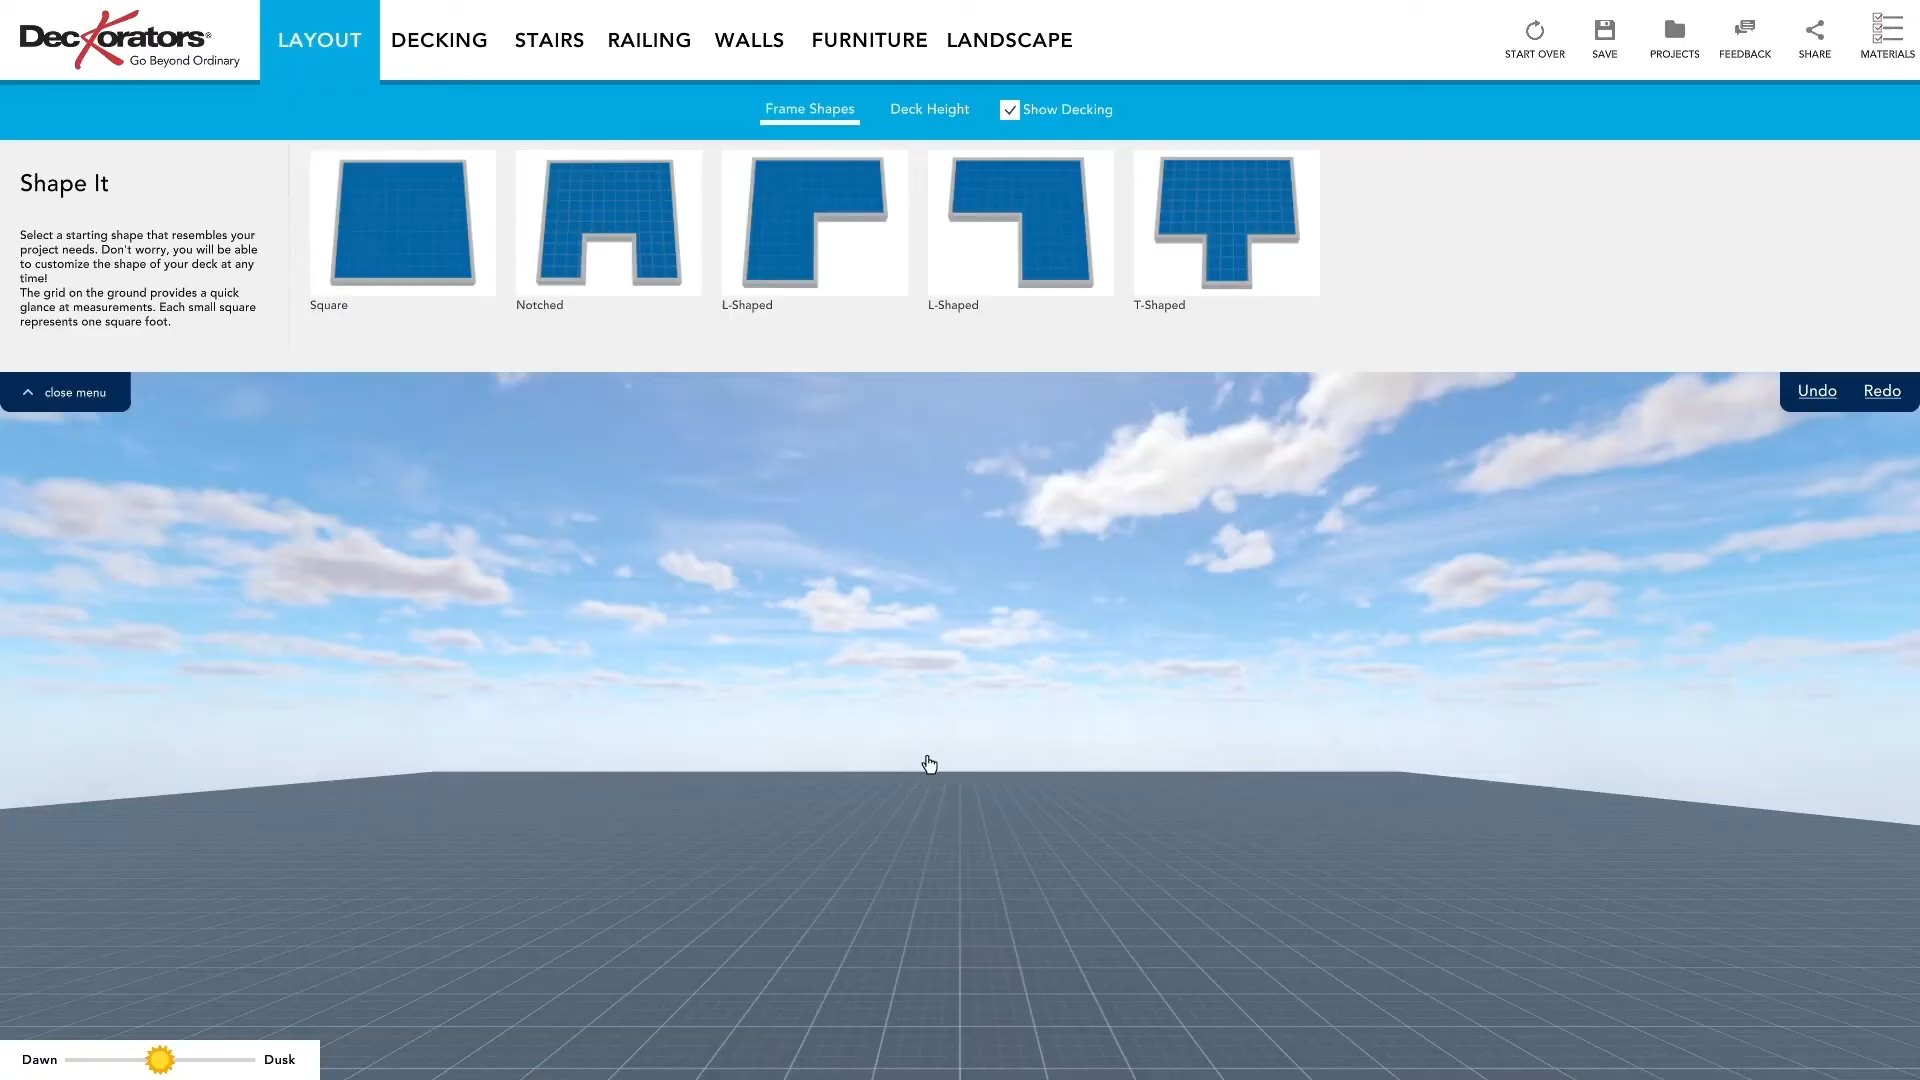 Deckorators®
Go Beyond Ordinary
LAYOUT
DECKING
STAIRS
RAILING
WALLS
FURNITURE
LANDSCAPE
START OVER
SAVE
PROJECTS
FEEDBACK
SHARE
MATERIALS
Frame Shapes
Deck Height
Show Decking
Shape It
Select a starting shape that resembles your
project needs. Don't worry, you will be able
to customize the shape of your deck at any
time!
The grid on the ground provides a quick
glance at measurements. Each small square
represents one square foot.
Square
Notched
L-Shaped
L-Shaped
T-Shaped
close menu
Undo
Redo
Dawn
Dusk